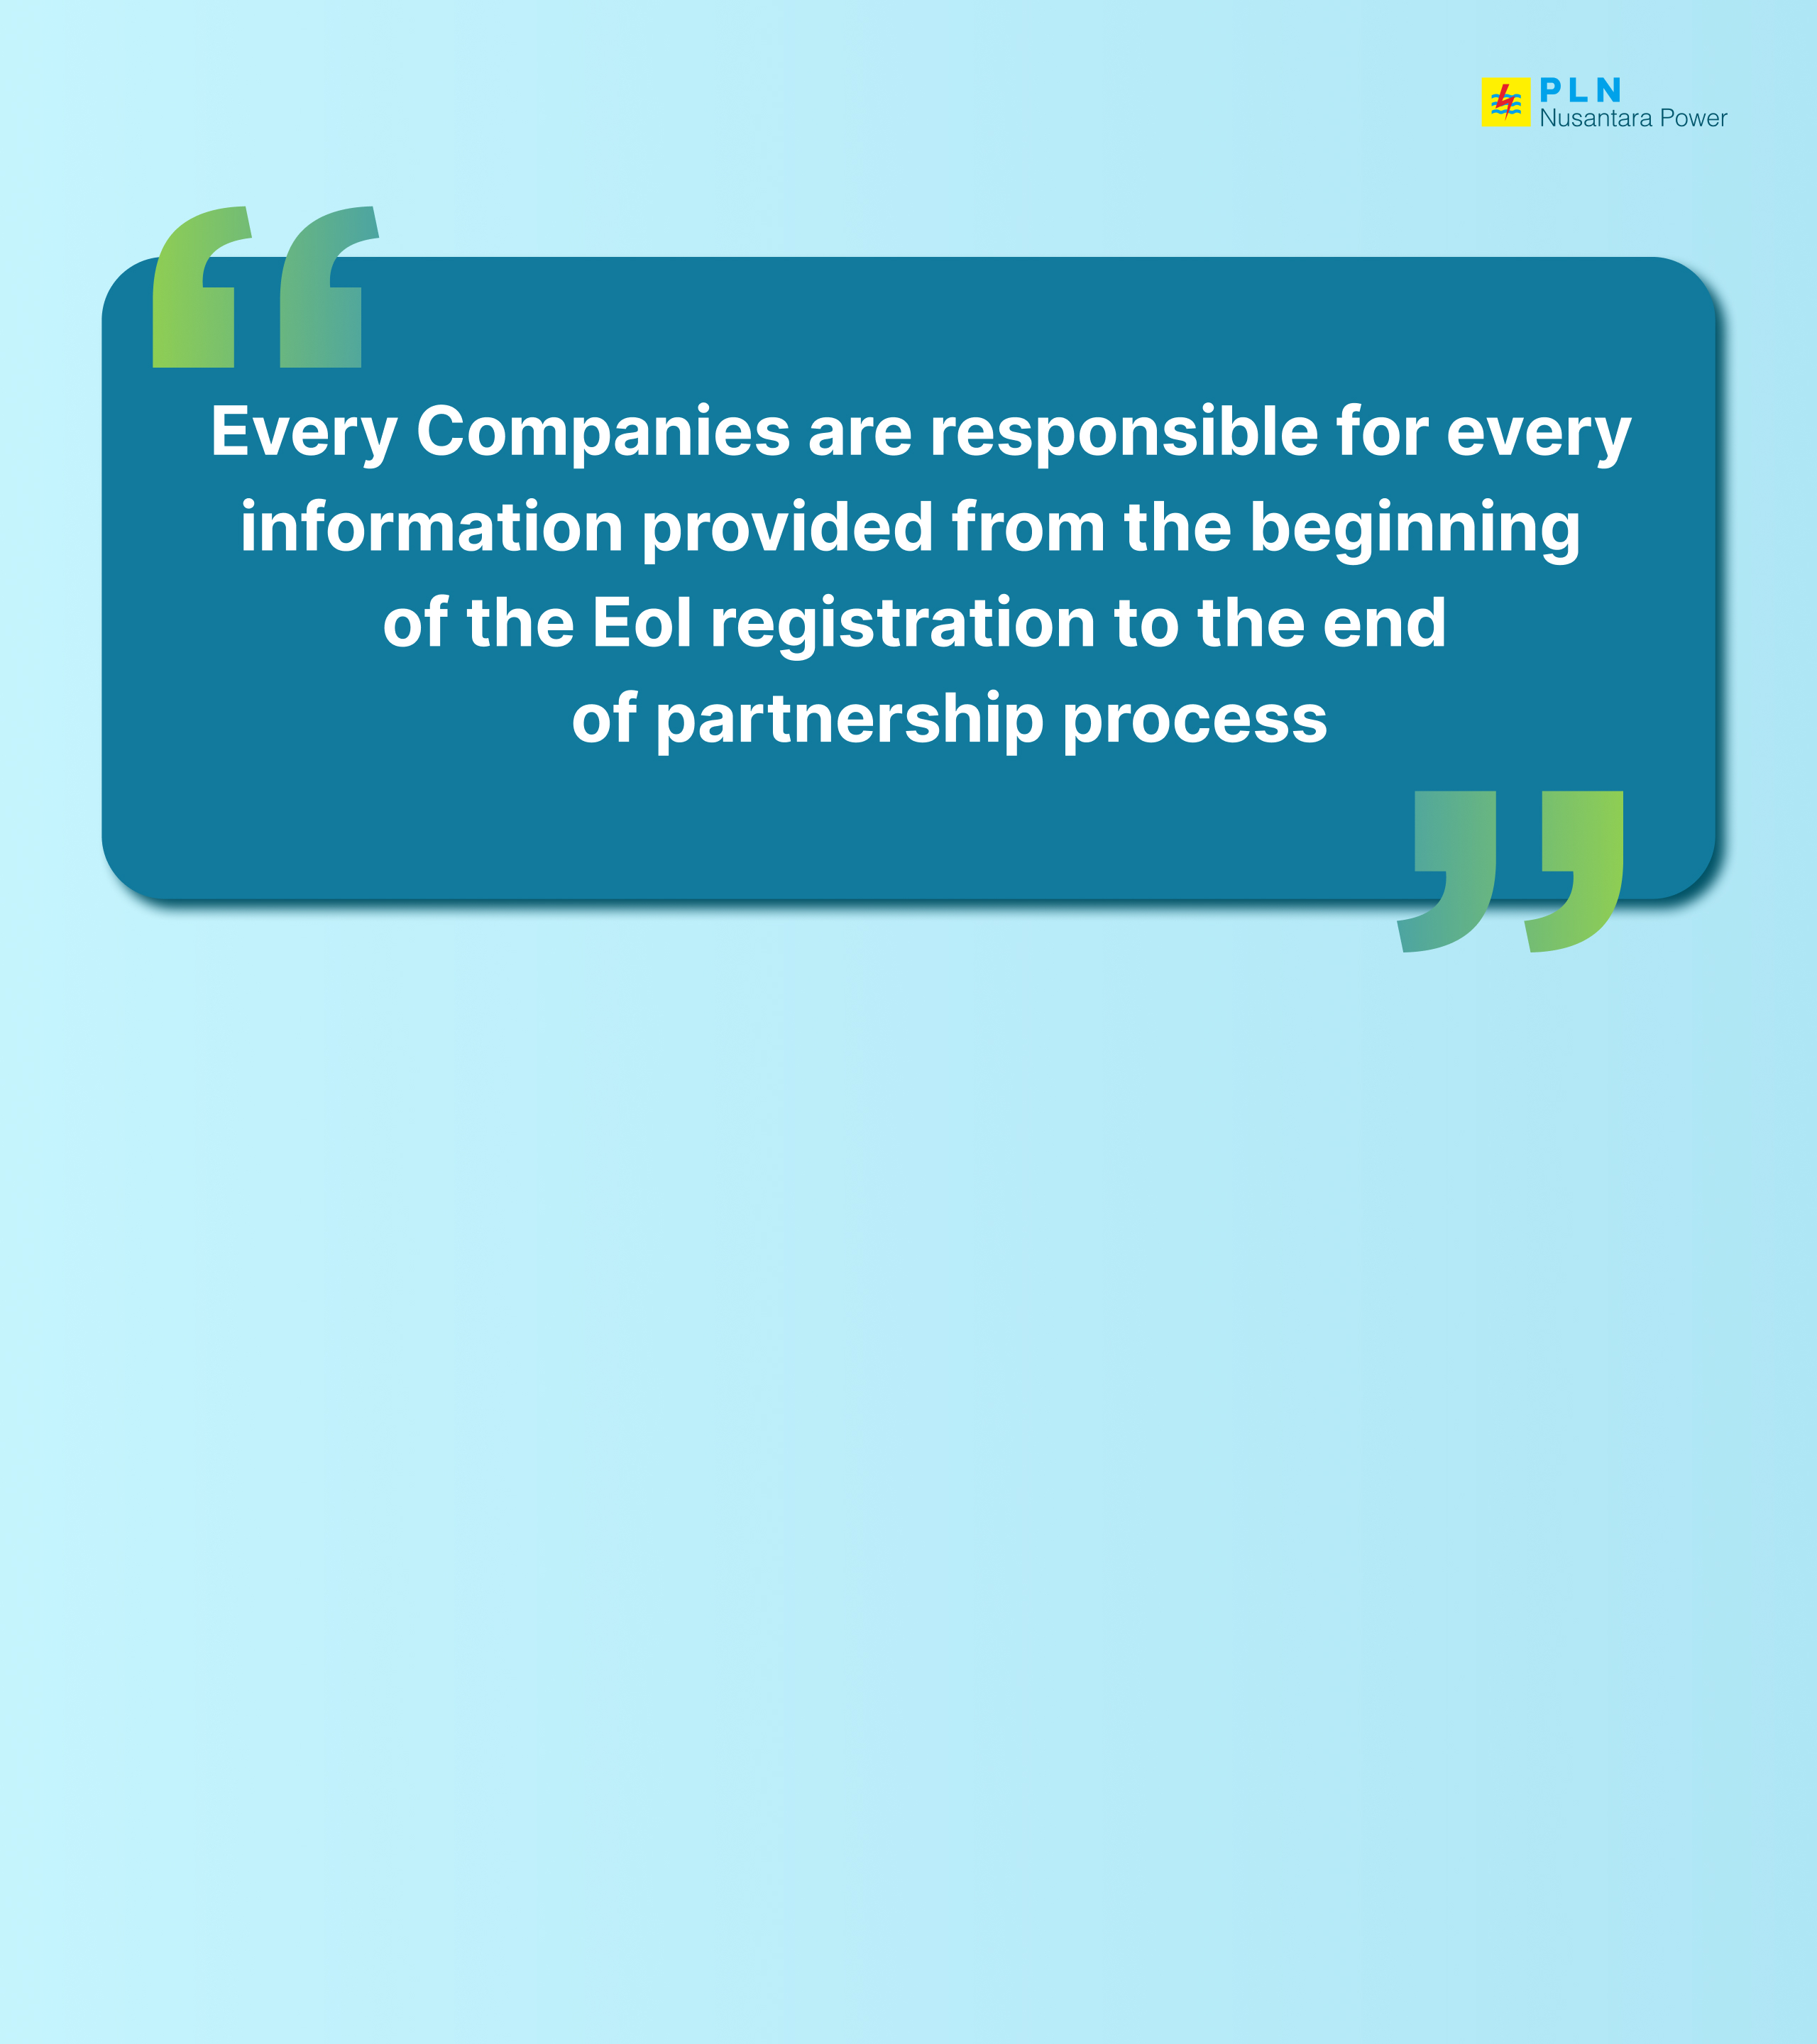 PLN
Nusantara Power
Every Companies are responsible for every
information provided from the beginning
of the EoI registration to the end
of partnership process